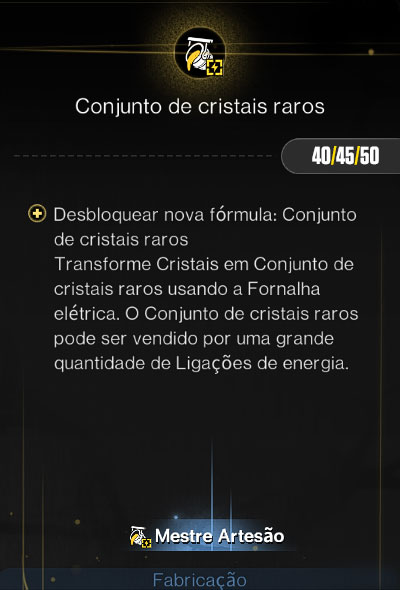 Conjunto de cristais raros
40/45/50
Desbloquear nova fórmula: Conjunto
de cristais raros
Transforme Cristais em Conjunto de
cristais raros usando a Fornalha
elétrica. O Conjunto de cristais raros
pode ser vendido por uma grande
quantidade de Ligações de energia.
Mestre Artesão
Fabricação